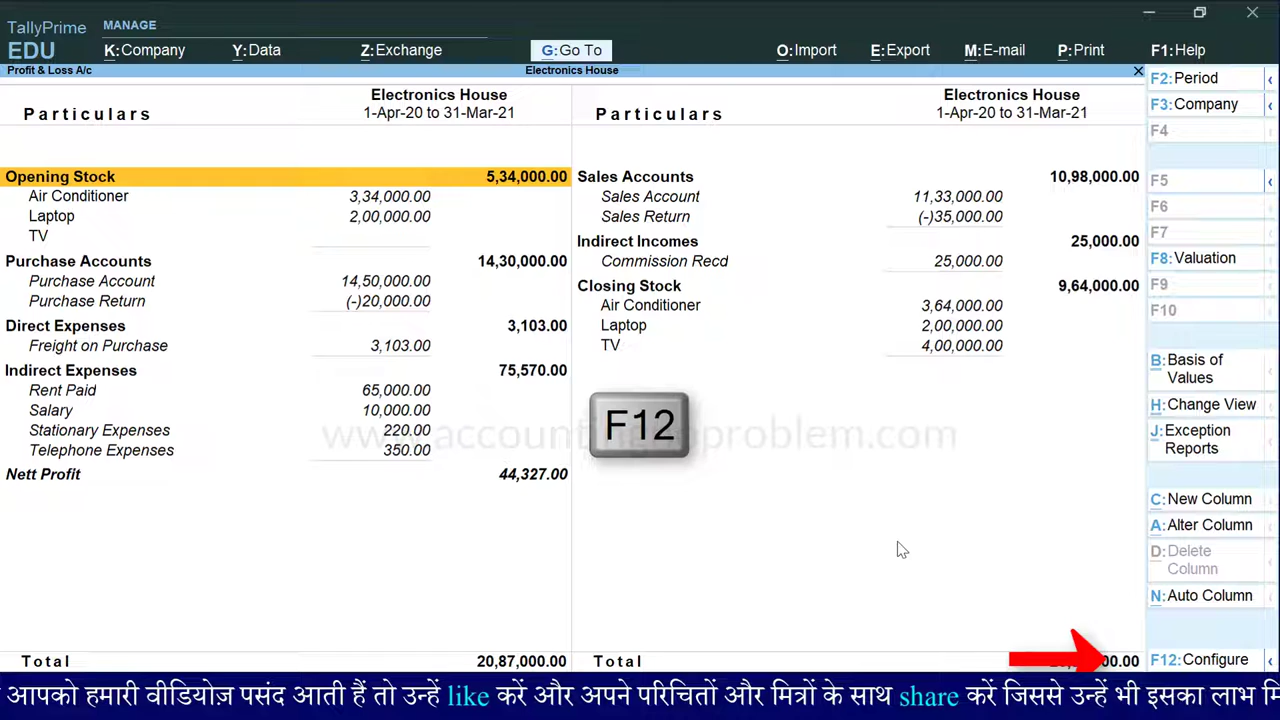 TallyPrime
EDU
MANAGE
K:Company Y:Data Z:Exchange G:Go To O:Import E:Export M:E-mail P:Print F1:Help
Profit & Loss A/c Electronics House
Particulars
Electronics House
1-Apr-20 to 31-Mar-21
Opening Stock 5,34,000.00
Air Conditioner 3,34,000.00
Laptop 2,00,000.00
TV
Purchase Accounts 14,30,000.00
Purchase Account 14,50,000.00
Purchase Return (-)20,000.00
Direct Expenses 3,103.00
Freight on Purchase 3,103.00
Indirect Expenses 75,570.00
Rent Paid 65,000.00
Salary 10,000.00
Stationary Expenses 220.00
Telephone Expenses 350.00
Nett Profit 44,327.00
Total 20,87,000.00
Particulars
Electronics House
1-Apr-20 to 31-Mar-21
Sales Accounts 10,98,000.00
Sales Account 11,33,000.00
Sales Return (-)35,000.00
Indirect Incomes 25,000.00
Commission Recd 25,000.00
Closing Stock 9,64,000.00
Air Conditioner 3,64,000.00
Laptop 2,00,000.00
TV 4,00,000.00
F12
Total
F2:Period
F3:Company
F4
F5
F6
F7
F8:Valuation
F9
F10
B:Basis of
Values
H:Change View
J:Exception
Reports
C:New Column
A:Alter Column
D:Delete
Column
N:Auto Column
F12:Configure
आपको हमारी वीडियोज़ पसंद आती हैं तो उन्हें like करें और अपने परिचितों और मित्रों के साथ share करें जिससे उन्हें भी इसका लाभ